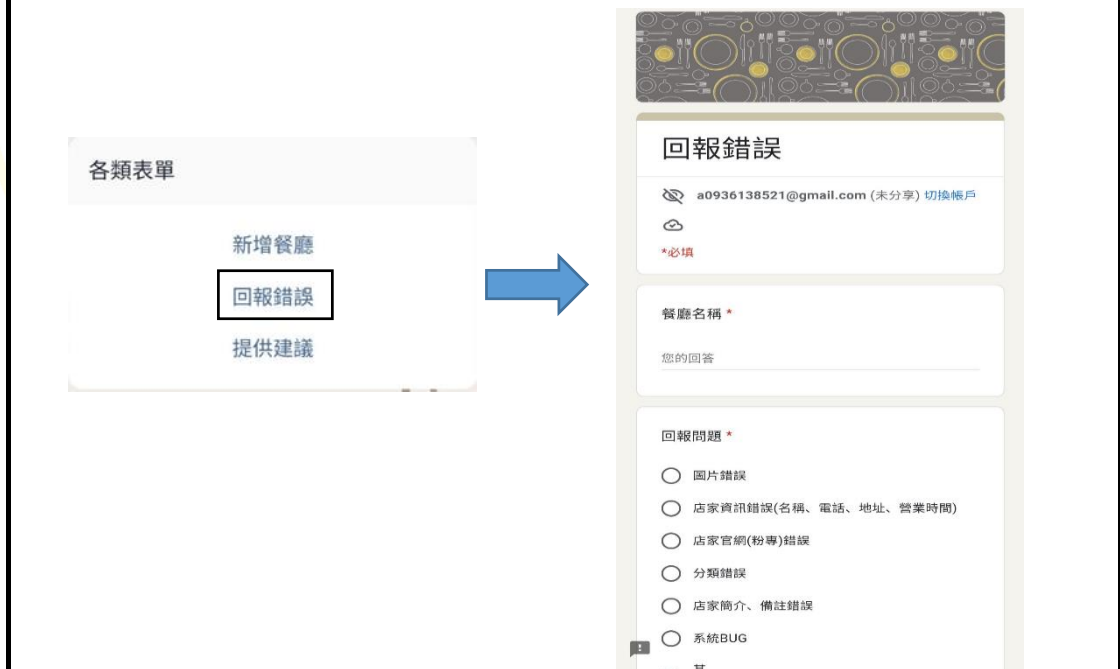 各類表單
新增餐廳
回報錯誤
提供建議
回報錯誤
a0936138521@gmail.com (未分享) 切換帳戶
*必填
餐廳名稱 *
您的回答
回報問題 *
圖片錯誤
店家資訊錯誤(名稱、電話、地址、營業時間)
店家官網(粉專)錯誤
分類錯誤
店家簡介、備註錯誤
系統BUG